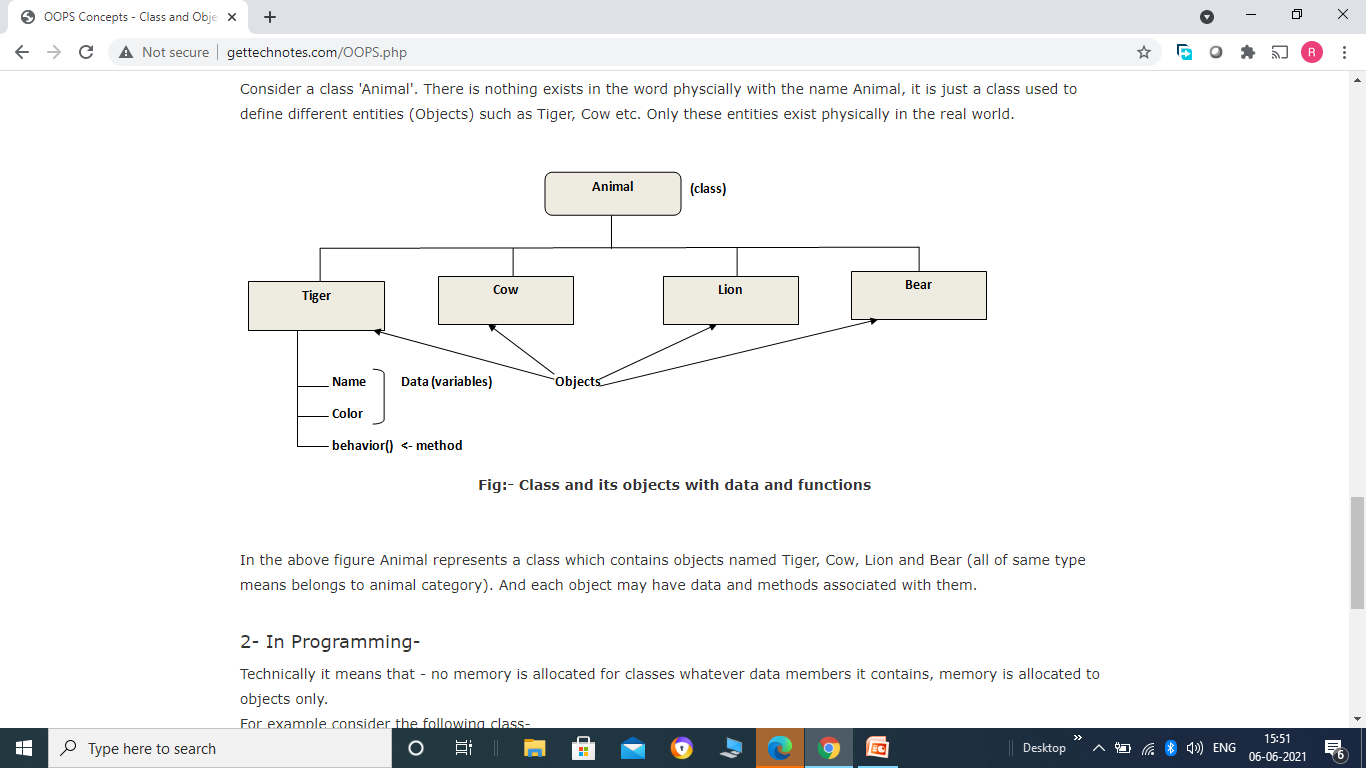 OOPS Concepts - Class and Obje
Not secure gettechnotes.com/OOPS.php
R
Consider a class 'Animal'. There is nothing exists in the word physcially with the name Animal, it is just a class used to
define different entities (Objects) such as Tiger, Cow etc. Only these entities exist physically in the real world.
Animal (class)
Tiger Cow Lion Bear
Name Data (variables) Objects
Color
behavior() <- method
Fig:- Class and its objects with data and functions
In the above figure Animal represents a class which contains objects named Tiger, Cow, Lion and Bear (all of same type
means belongs to animal category). And each object may have data and methods associated with them.
2- In Programming-
Technically it means that - no memory is allocated for classes whatever data members it contains, memory is allocated to
objects only.
For example consider the following class-
Type here to search
Desktop » ENG 15:51
06-06-2021
6